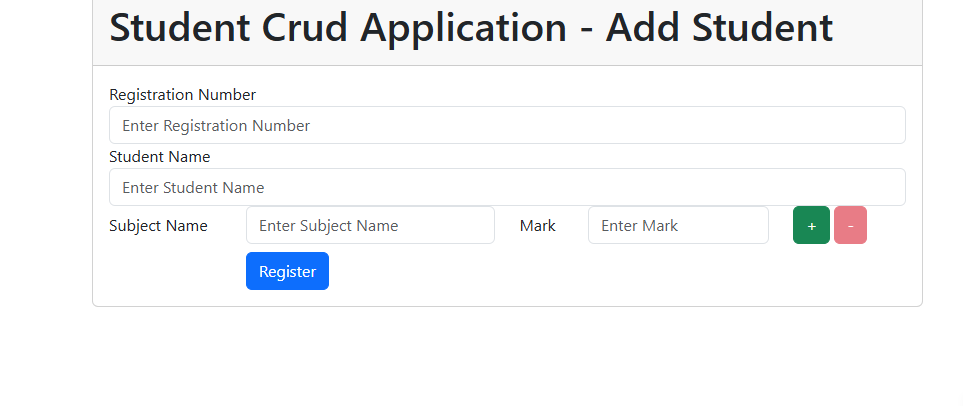 Student Crud Application - Add Student
Registration Number
Enter Registration Number
Student Name
Enter Student Name
Subject Name Enter Subject Name Mark Enter Mark + -
Register